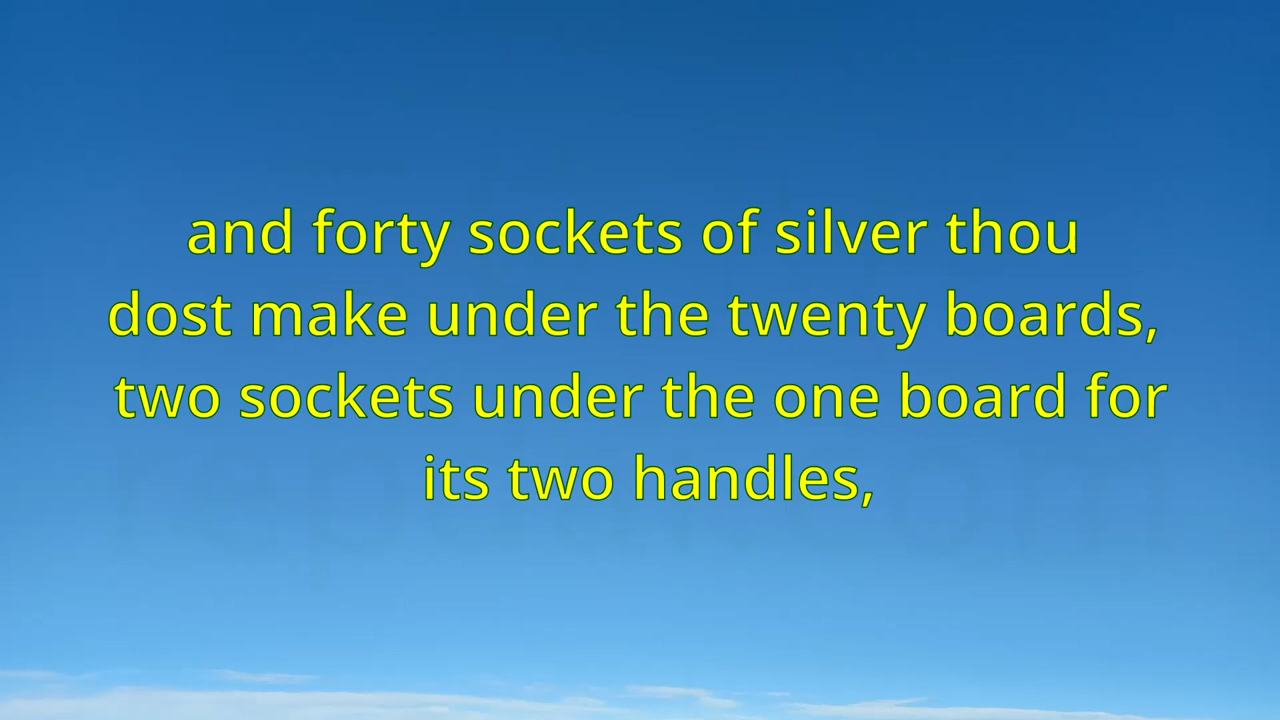 and forty sockets of silver thou
dost make under the twenty boards,
two sockets under the one board for
its two handles,